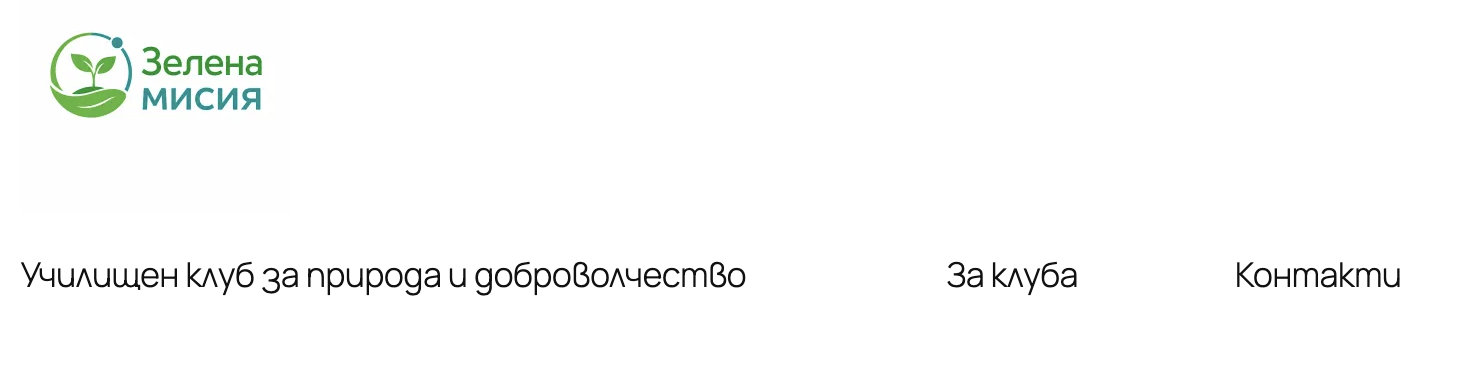 Зелена
мисия
Училищен клуб за природа и доброволчество
За клуба
Контакти